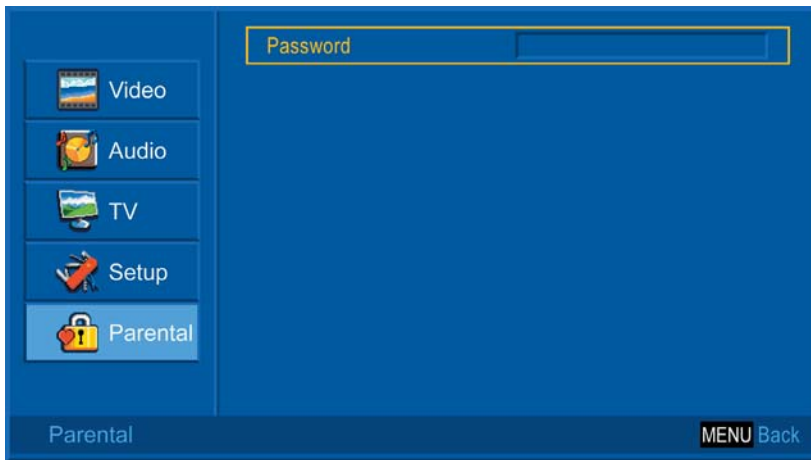 Password
Video
Audio
TV
Setup
Parental
Parental
MENU Back